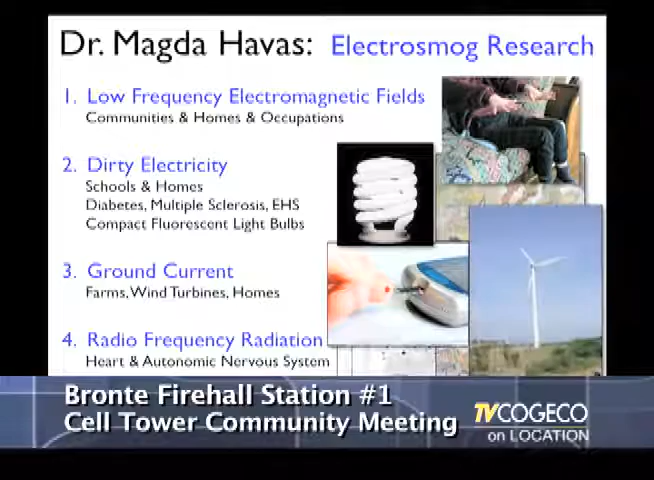 Dr. Magda Havas: Electrosmog Research
1. Low Frequency Electromagnetic Fields
Communities & Homes & Occupations
2. Dirty Electricity
Schools & Homes
Diabetes, Multiple Sclerosis, EHS
Compact Fluorescent Light Bulbs
3. Ground Current
Farms, Wind Turbines, Homes
4. Radio Frequency Radiation
Heart & Autonomic Nervous System
Bronte Firehall Station #1
Cell Tower Community Meeting
TVCOGECO
on LOCATION